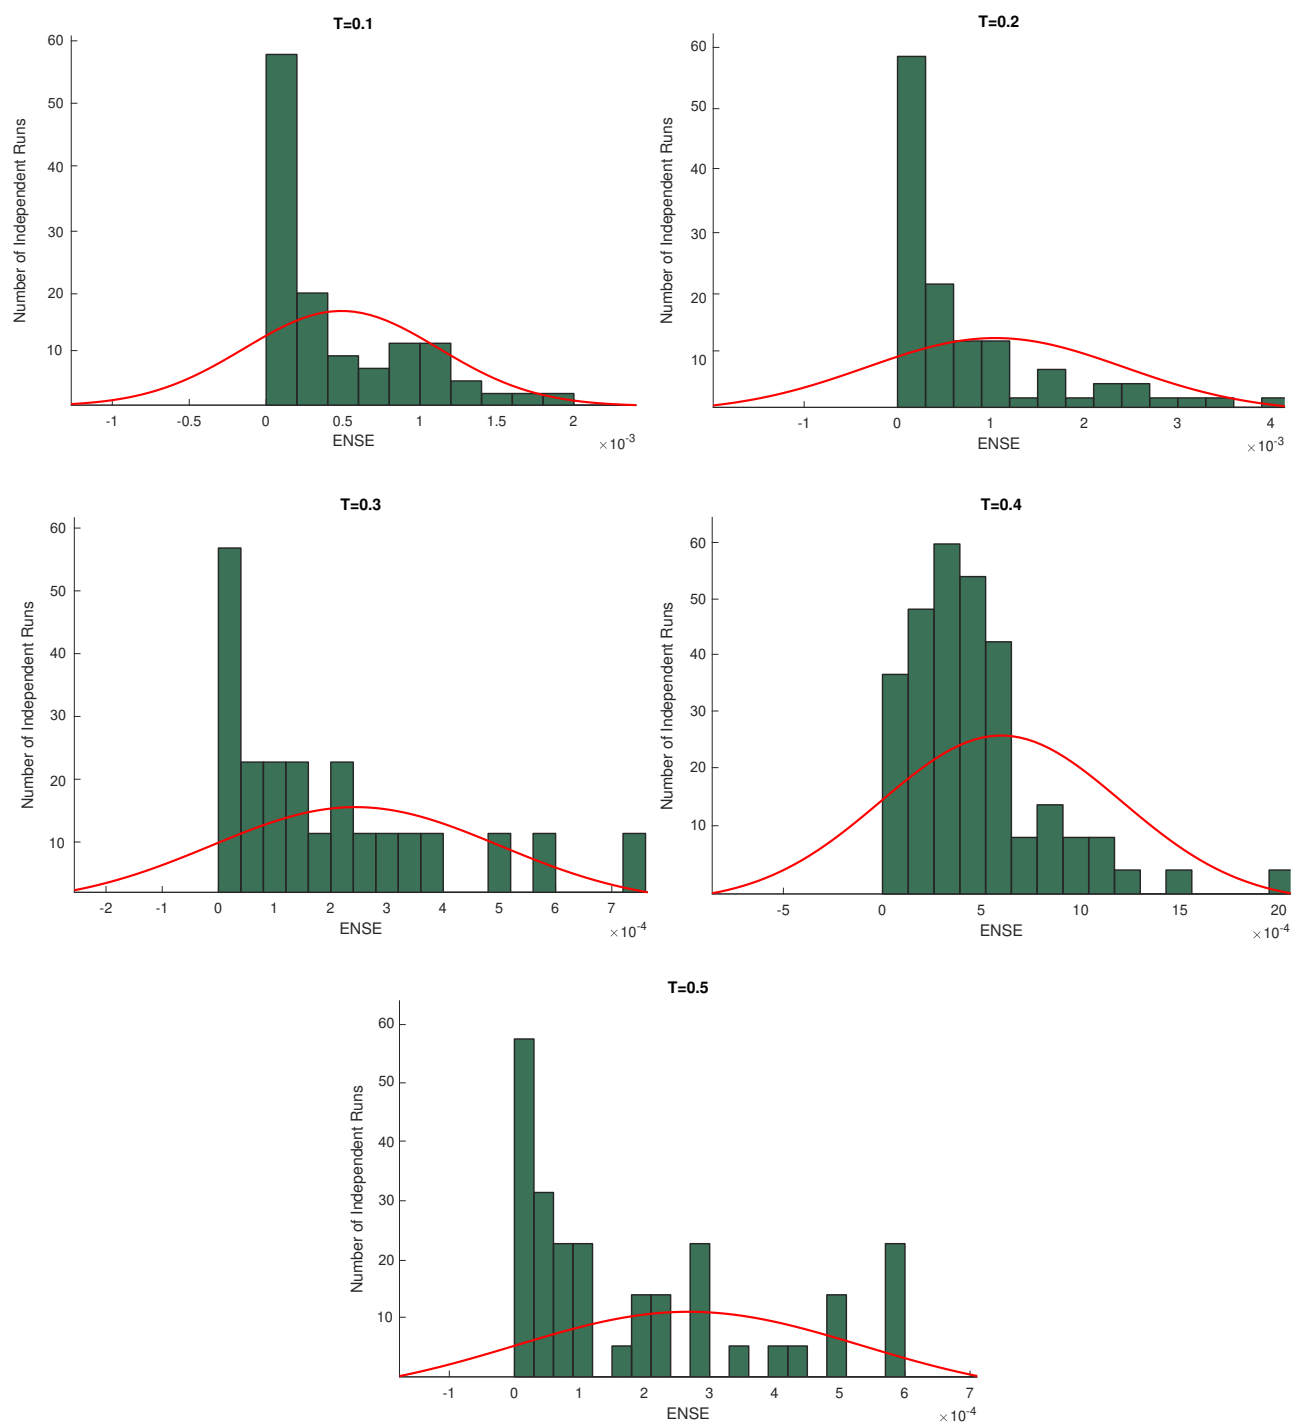 T=0.1
60
50
40
30
20
10
Number of Independent Runs
-1 -0.5 0 0.5 1 1.5 2
ENSE
×10-3
T=0.2
60
50
40
30
20
10
Number of Independent Runs
-1 0 1 2 3 4
ENSE
×10-3
T=0.3
60
50
40
30
20
10
Number of Independent Runs
-2 -1 0 1 2 3 4 5 6 7
ENSE
×10-4
T=0.4
60
50
40
30
20
10
Number of Independent Runs
-5 0 5 10 15 20
ENSE
×10-4
T=0.5
60
50
40
30
20
10
Number of Independent Runs
-1 0 1 2 3 4 5 6 7
ENSE
×10-4